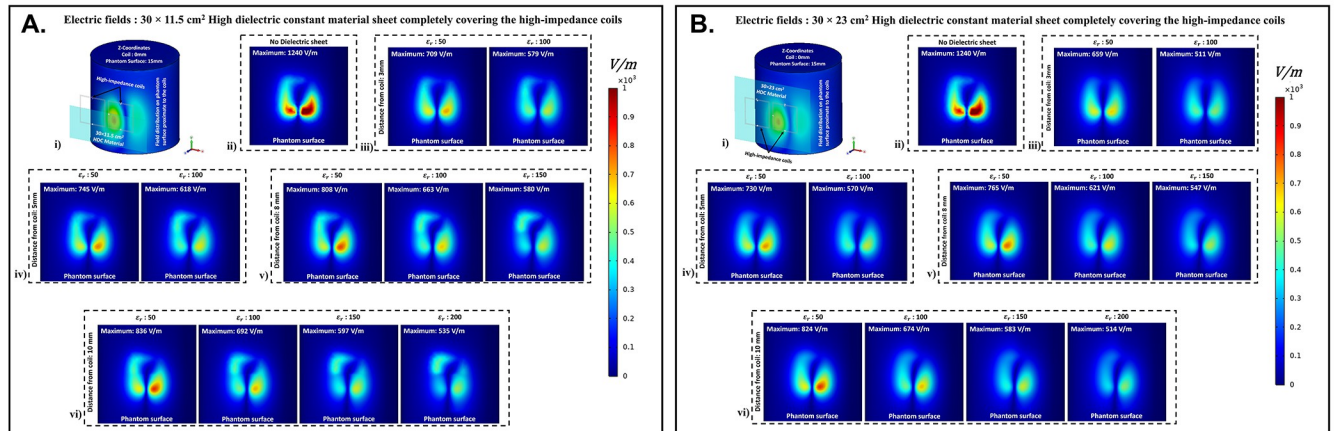 A.
Electric fields : 30 × 11.5 cm² High dielectric constant material sheet completely covering the high-impedance coils
Z-Coordinates
Coil : 0mm
Phantom Surface: 15mm
High-impedance coils
30×11.5 cm²
HDC Material
Field distribution on phantom
surface proximate to the coils
i)
No Dielectric sheet
Maximum: 1240 V/m
Phantom surface
ii)
Distance from coil: 3mm
εr : 50
Maximum: 709 V/m
Phantom surface
εr : 100
Maximum: 579 V/m
Phantom surface
iii)
V/m
×10³
1
0.9
0.8
0.7
0.6
0.5
0.4
0.3
0.2
0.1
0
Distance from coil: 5mm
εr : 50
Maximum: 745 V/m
Phantom surface
εr : 100
Maximum: 618 V/m
Phantom surface
iv)
Distance from coil: 8 mm
εr : 50
Maximum: 808 V/m
Phantom surface
εr : 100
Maximum: 663 V/m
Phantom surface
εr : 150
Maximum: 580 V/m
Phantom surface
v)
Distance from coil: 10 mm
εr : 50
Maximum: 836 V/m
Phantom surface
εr : 100
Maximum: 692 V/m
Phantom surface
εr : 150
Maximum: 597 V/m
Phantom surface
εr : 200
Maximum: 535 V/m
Phantom surface
vi)
B.
Electric fields : 30 × 23 cm² High dielectric constant material sheet completely covering the high-impedance coils
Z-Coordinates
Coil : 0mm
Phantom Surface: 15mm
30×23 cm²
HDC Material
Field distribution on phantom
surface proximate to the coils
High-impedance coils
i)
No Dielectric sheet
Maximum: 1240 V/m
Phantom surface
ii)
Distance from coil: 3mm
εr : 50
Maximum: 659 V/m
Phantom surface
εr : 100
Maximum: 511 V/m
Phantom surface
iii)
V/m
×10³
1
0.9
0.8
0.7
0.6
0.5
0.4
0.3
0.2
0.1
0
Distance from coil: 5mm
εr : 50
Maximum: 730 V/m
Phantom surface
εr : 100
Maximum: 570 V/m
Phantom surface
iv)
Distance from coil: 8 mm
εr : 50
Maximum: 765 V/m
Phantom surface
εr : 100
Maximum: 621 V/m
Phantom surface
εr : 150
Maximum: 547 V/m
Phantom surface
v)
Distance from coil: 10 mm
εr : 50
Maximum: 824 V/m
Phantom surface
εr : 100
Maximum: 674 V/m
Phantom surface
εr : 150
Maximum: 583 V/m
Phantom surface
εr : 200
Maximum: 514 V/m
Phantom surface
vi)